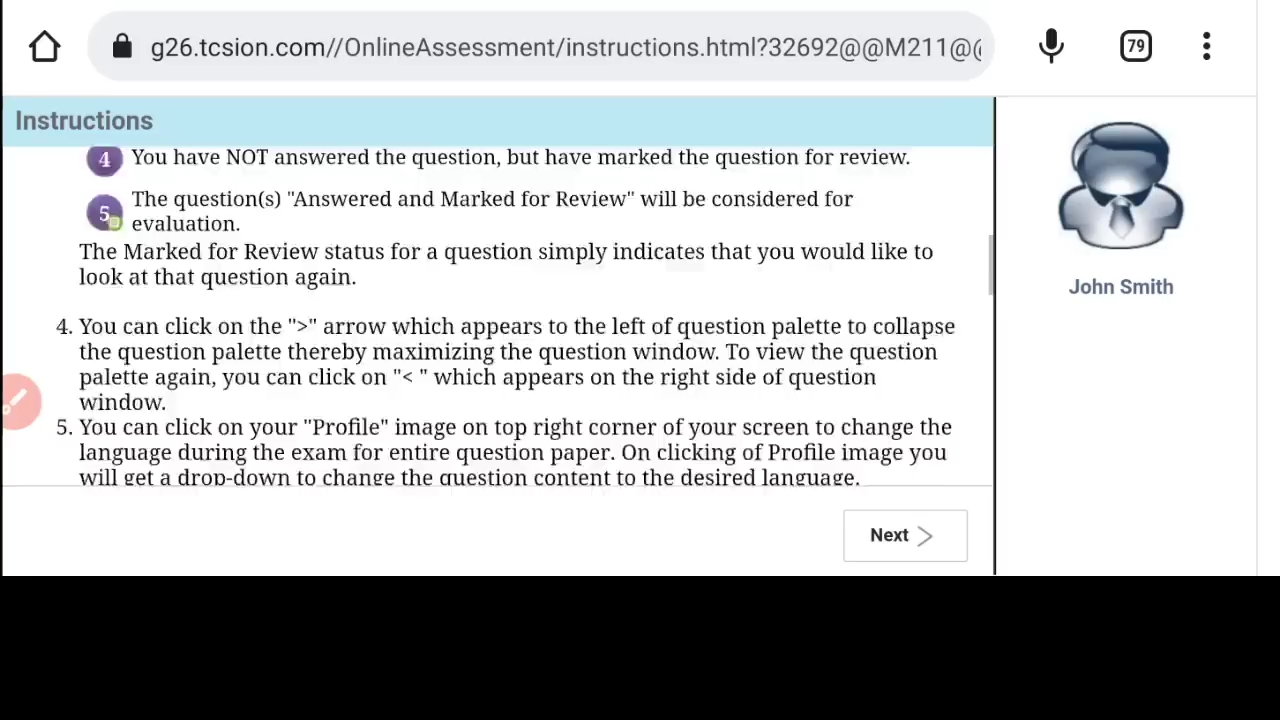 g26.tcsion.com//OnlineAssessment/instructions.html?32692@@M211@@
79
Instructions
4 You have NOT answered the question, but have marked the question for review.
5 The question(s) "Answered and Marked for Review" will be considered for
evaluation.
The Marked for Review status for a question simply indicates that you would like to
look at that question again.
4. You can click on the ">" arrow which appears to the left of question palette to collapse
the question palette thereby maximizing the question window. To view the question
palette again, you can click on "< " which appears on the right side of question
window.
5. You can click on your "Profile" image on top right corner of your screen to change the
language during the exam for entire question paper. On clicking of Profile image you
will get a drop-down to change the question content to the desired language.
Next >
John Smith